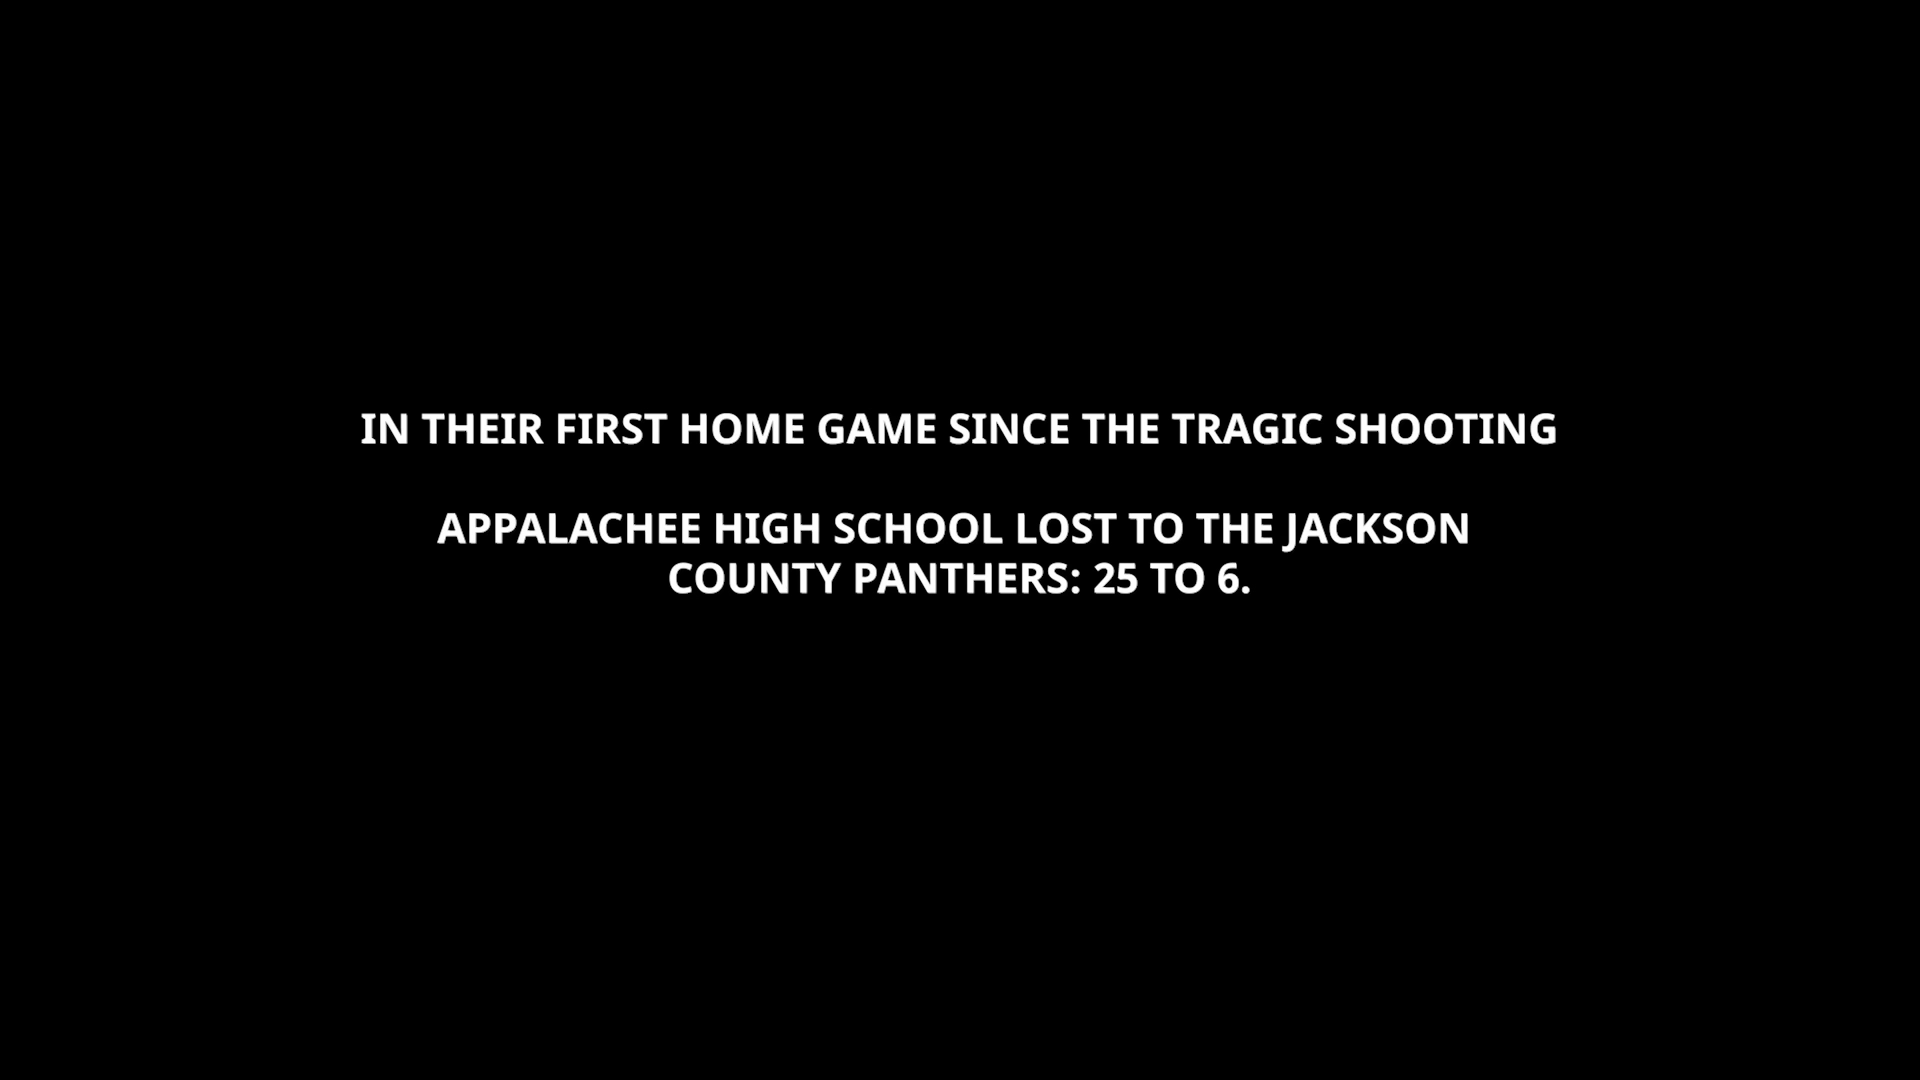 IN THEIR FIRST HOME GAME SINCE THE TRAGIC SHOOTING
APPALACHEE HIGH SCHOOL LOST TO THE JACKSON
COUNTY PANTHERS: 25 TO 6.